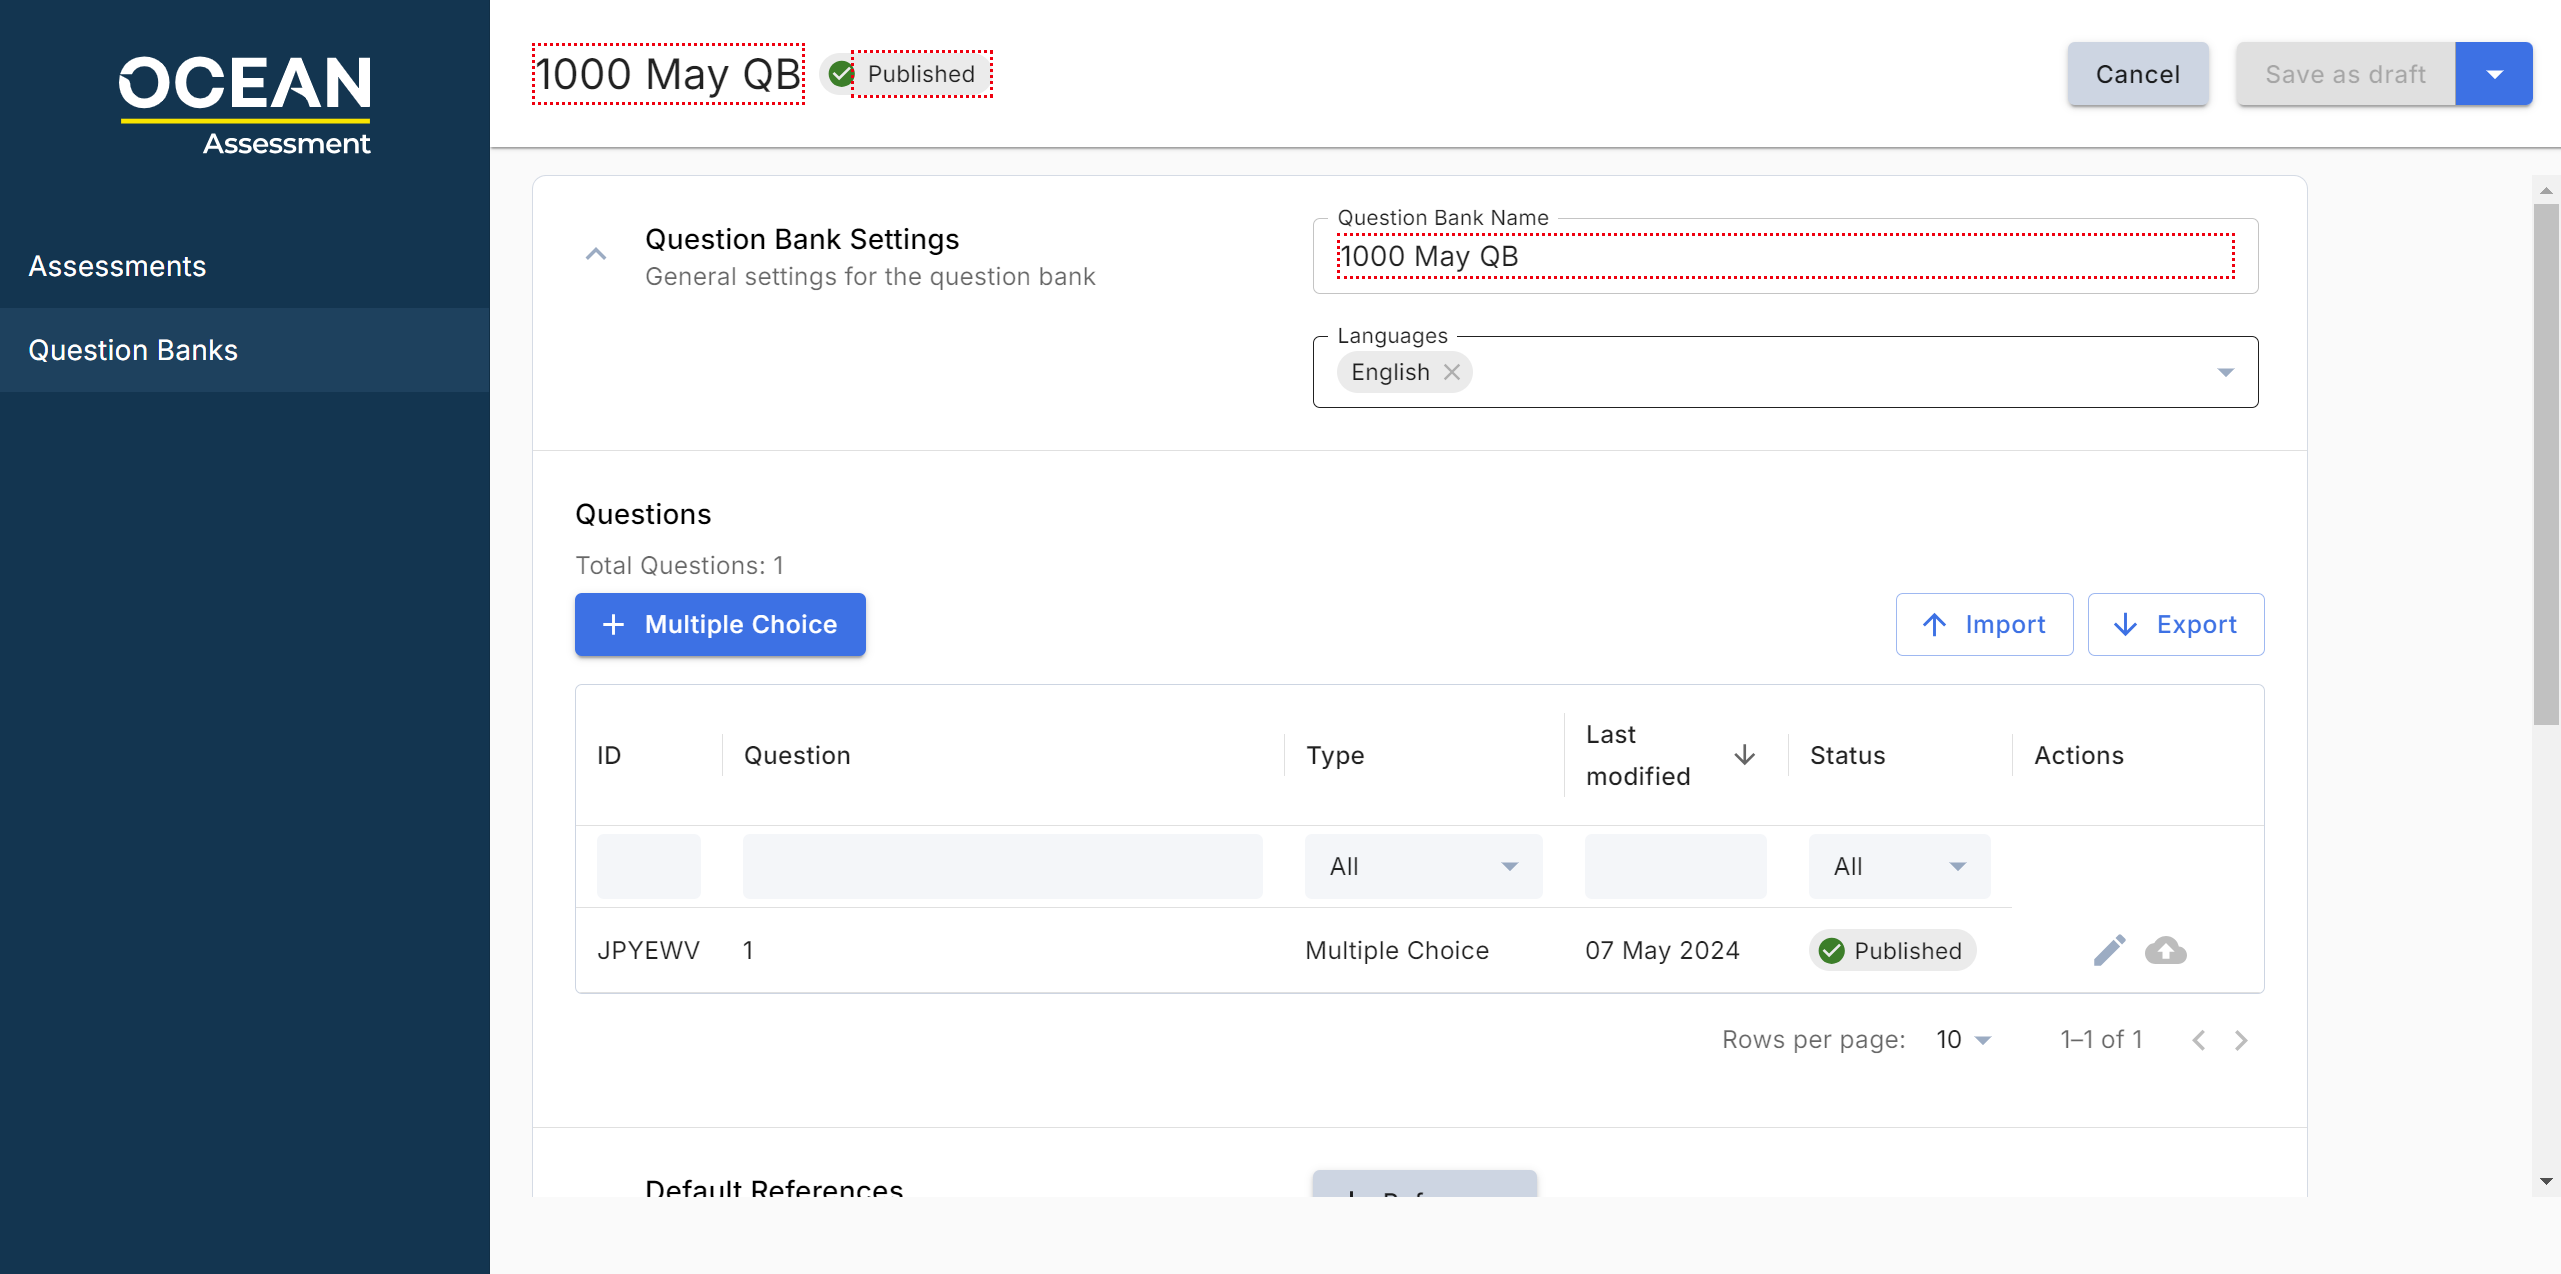 OCEAN
Assessment
Assessments
Question Banks
1000 May QB
Published
Cancel
Save as draft
Question Bank Settings
General settings for the question bank
Question Bank Name
1000 May QB
Languages
English
Questions
Total Questions: 1
Multiple Choice
Import
Export
ID
Question
Type
Last
modified
Status
Actions
All
All
JPYEWV
1
Multiple Choice
07 May 2024
Published
Rows per page:
10
1–1 of 1
Default References